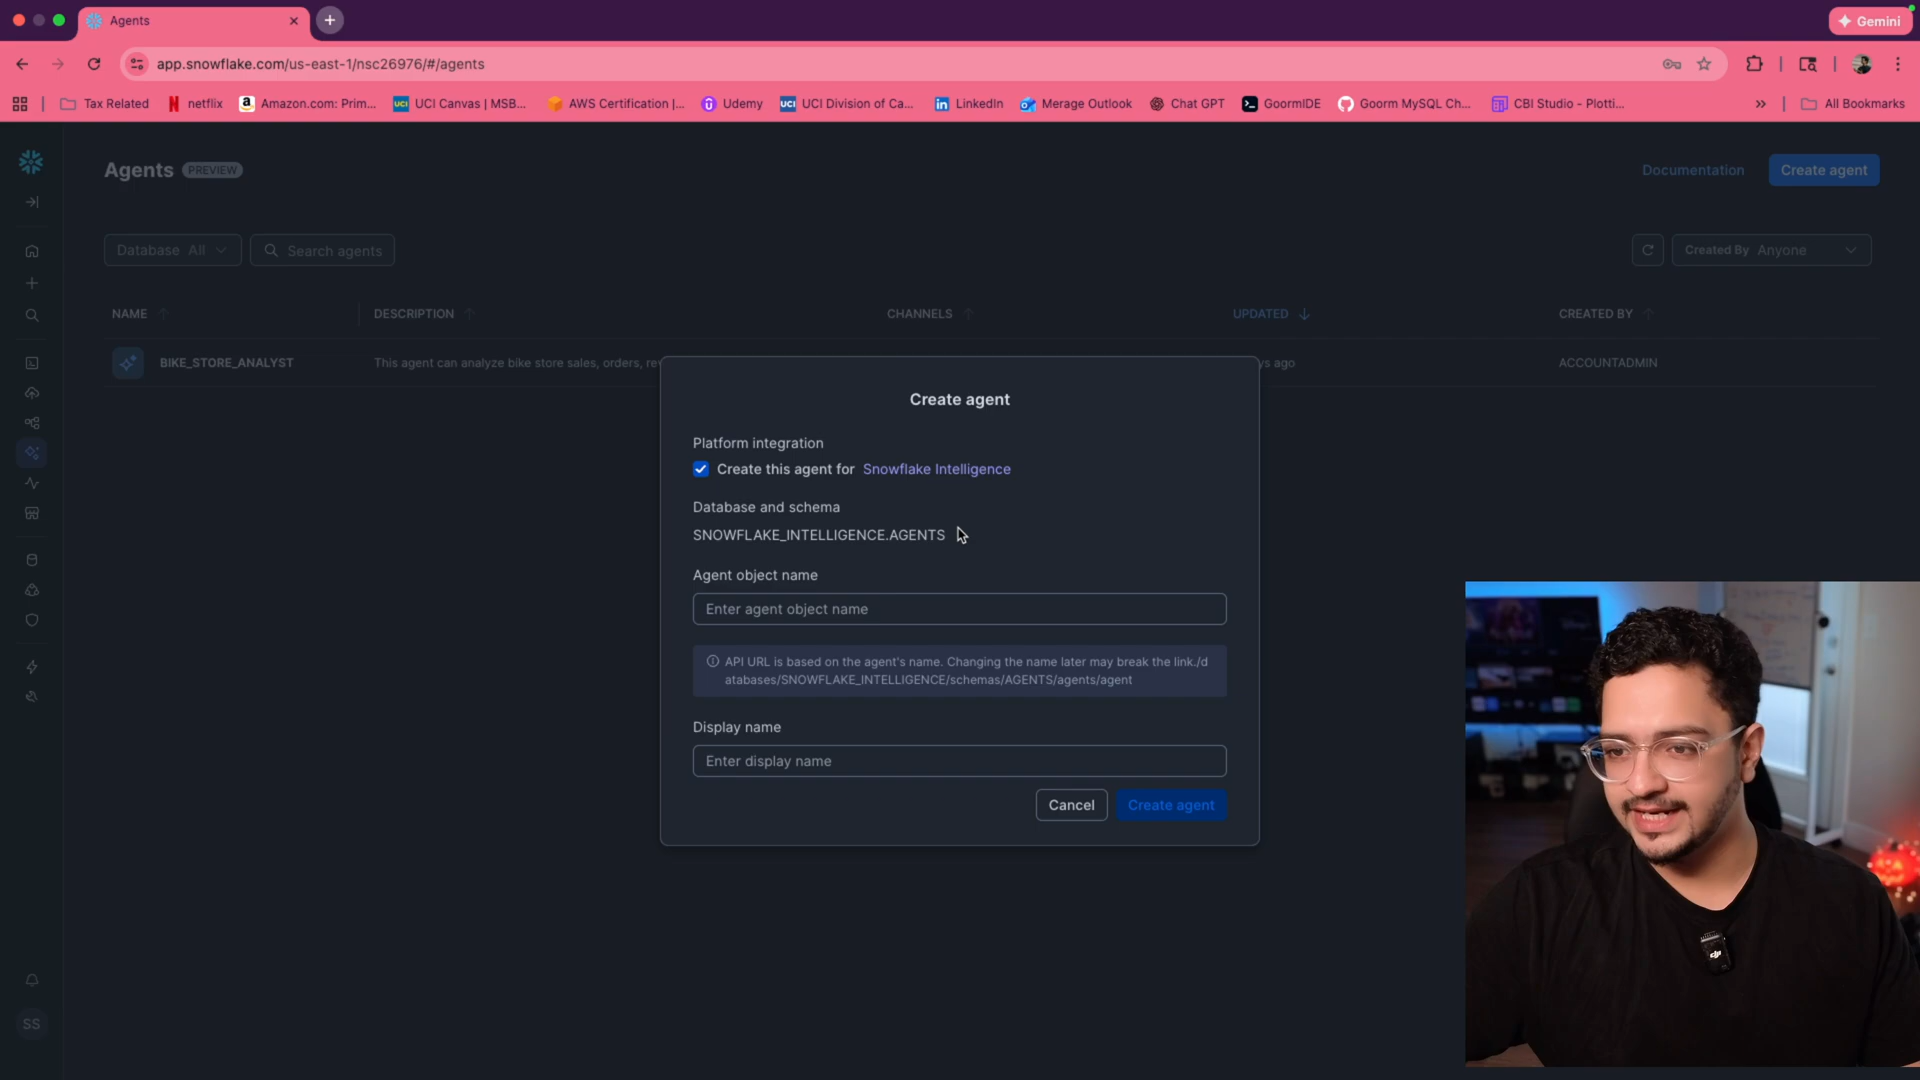 Agents
Gemini
app.snowflake.com/us-east-1/nsc26976/#/agents
Tax Related
netflix
Amazon.com: Prim...
UCI Canvas | MSB...
AWS Certification |...
Udemy
UCI Division of Ca...
LinkedIn
Merage Outlook
Chat GPT
GoormIDE
Goorm MySQL Ch...
CBI Studio - Plotti...
All Bookmarks
Agents PREVIEW
Documentation
Create agent
Database All
Search agents
Created By Anyone
NAME
DESCRIPTION
CHANNELS
UPDATED
CREATED BY
BIKE_STORE_ANALYST
This agent can analyze bike store sales, orders, re
ys ago
ACCOUNTADMIN
Create agent
Platform integration
Create this agent for Snowflake Intelligence
Database and schema
SNOWFLAKE_INTELLIGENCE.AGENTS
Agent object name
Enter agent object name
API URL is based on the agent's name. Changing the name later may break the link./d
atabases/SNOWFLAKE_INTELLIGENCE/schemas/AGENTS/agents/agent
Display name
Enter display name
Cancel
Create agent
SS
dji